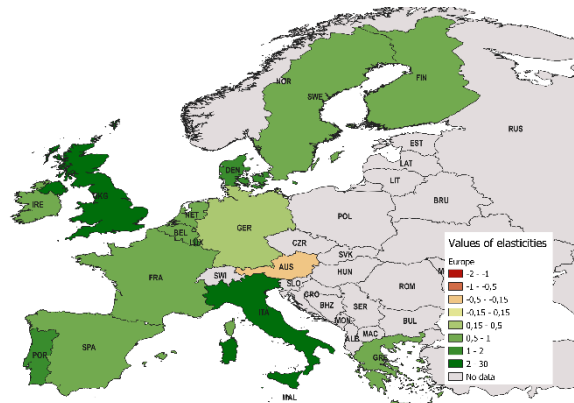 FIN
NOR
SWE
RUS
EST
LAT
DEN
LIT
IRE
BRU
NET
POL
GER
BEL
CZR
SVK
Values of elasticities
Europe
-2 - -1
-1 - -0,5
-0,5 - -0,15
-0,15 - 0,15
0,15 - 0,5
0,5 - 1
1 - 2
2 30
No data
FRA
SWI
AUS
HUN
SLO
CRO
ROM
BHZ
SER
ITA
MON
BUL
MAC
ALB
POR
SPA
GRE
MAL